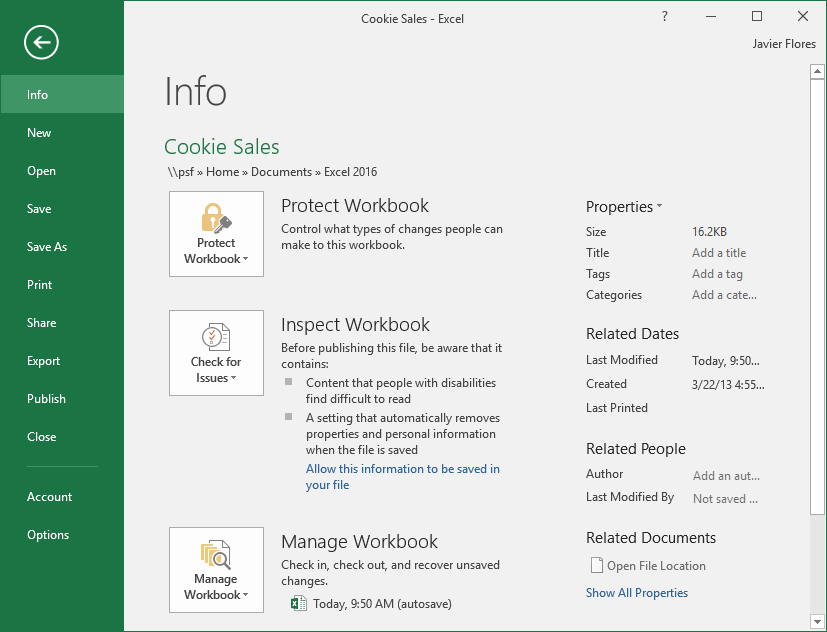 Cookie Sales - Excel
?
Javier Flores
Info
New
Open
Save
Save As
Print
Share
Export
Publish
Close
Account
Options
Info
Cookie Sales
\\psf » Home » Documents » Excel 2016
Protect
Workbook
Protect Workbook
Control what types of changes people can
make to this workbook.
Check for
Issues
Inspect Workbook
Before publishing this file, be aware that it
contains:
Content that people with disabilities
find difficult to read
A setting that automatically removes
properties and personal information
when the file is saved
Allow this information to be saved in
your file
Manage
Workbook
Manage Workbook
Check in, check out, and recover unsaved
changes.
Today, 9:50 AM (autosave)
Properties
Size 16.2KB
Title Add a title
Tags Add a tag
Categories Add a cate...
Related Dates
Last Modified Today, 9:50...
Created 3/22/13 4:55...
Last Printed
Related People
Author Add an aut...
Last Modified By Not saved ...
Related Documents
Open File Location
Show All Properties